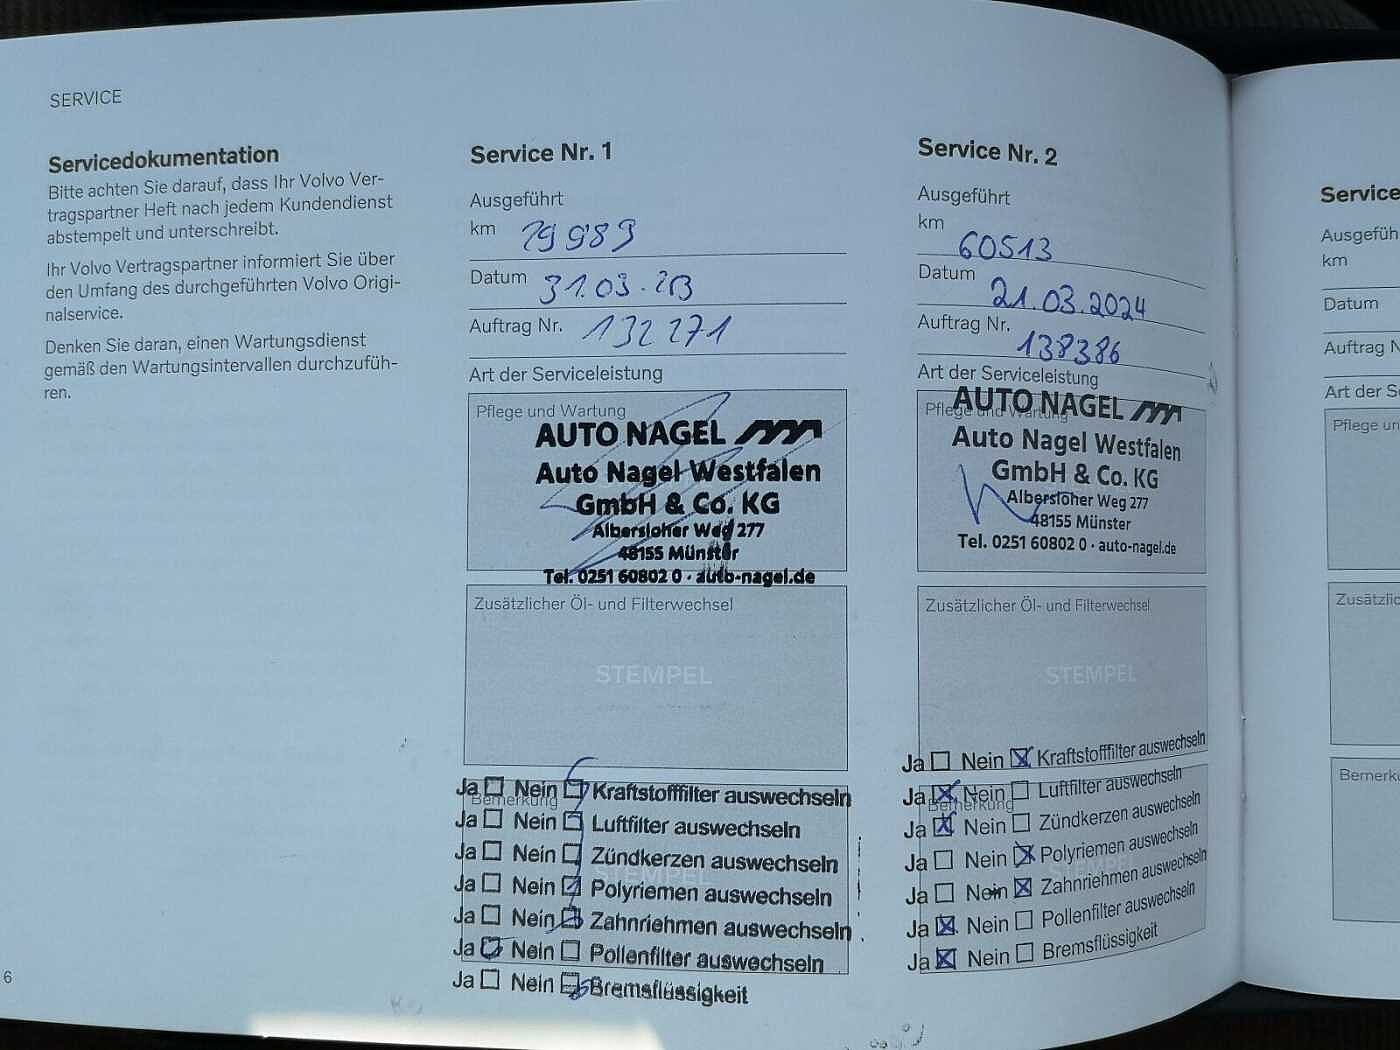 SERVICE
Servicedokumentation
Bitte achten Sie darauf, dass Ihr Volvo Ver-
tragspartner Heft nach jedem Kundendienst
abstempelt und unterschreibt.
Ihr Volvo Vertragspartner informiert Sie über
den Umfang des durchgeführten Volvo Origi-
nalservice.
Denken Sie daran, einen Wartungsdienst
gemäß den Wartungsintervallen durchzufüh-
ren.
6
Service Nr. 1
Ausgeführt
km 29989
Datum 31.03.
Auftrag Nr. 132271
Art der Serviceleistung
Pflege und Wartung
AUTO NAGEL
Auto Nagel Westfalen
GmbH & Co. KG
Albersloher Weg 277
48155 Münster
Tel. 0251 60802 0 · auto-nagel.de
Zusätzlicher Öl- und Filterwechsel
STEMPEL
Bemerkung
Ja Nein Kraftstofffilter auswechseln
Ja Nein Luftfilter auswechseln
Ja Nein Zündkerzen auswechseln
STEMPEL
Ja Nein Polyriemen auswechseln
Ja Nein Zahnriehmen auswechseln
Ja Nein Pollenfilter auswechseln
Ja Nein Bremsflüssigkeit
Service Nr. 2
Ausgeführt
km 60513
Datum 21.03.2024
Auftrag Nr. 138386
Art der Serviceleistung
Pflege und Wartung
AUTO NAGEL
Auto Nagel Westfalen
GmbH & Co. KG
Albersloher Weg 277
48155 Münster
Tel. 0251 60802 0 · auto-nagel.de
Zusätzlicher Öl- und Filterwechsel
STEMPEL
Ja Nein Kraftstofffilter auswechseln
Ja Nein Luftfilter auswechseln
Bemerkung
Ja Nein Zündkerzen auswechseln
Ja Nein Polyriemen auswechseln
STEMPEL
Ja Nein Zahnriehmen auswechseln
Ja Nein Pollenfilter auswechseln
Ja Nein Bremsflüssigkeit
Service
Ausgefüh
km
Datum
Auftrag N
Art der Se
Pflege un
Zusätzlic
Bemerku